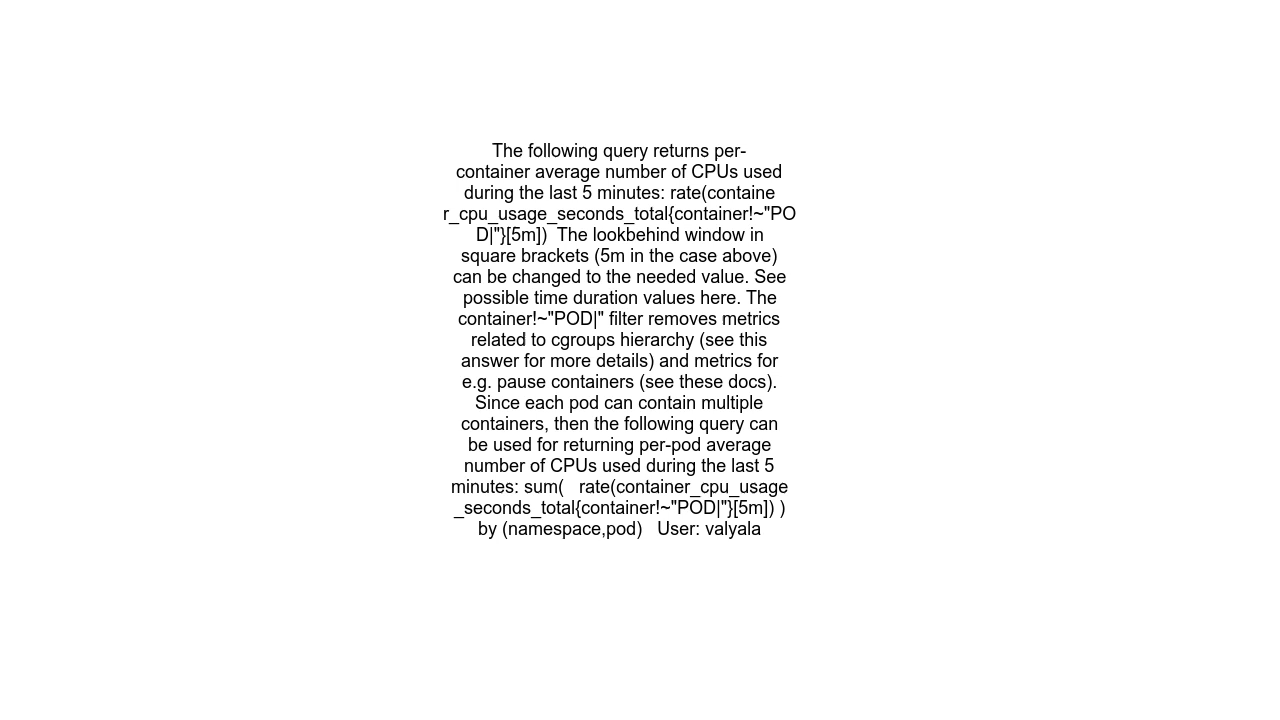 The following query returns per-
container average number of CPUs used
during the last 5 minutes: rate(containe
r_cpu_usage_seconds_total{container!~"PO
D|"}[5m])  The lookbehind window in
square brackets (5m in the case above)
can be changed to the needed value. See
possible time duration values here. The
container!~"POD|" filter removes metrics
related to cgroups hierarchy (see this
answer for more details) and metrics for
e.g. pause containers (see these docs).
Since each pod can contain multiple
containers, then the following query can
be used for returning per-pod average
number of CPUs used during the last 5
minutes: sum(   rate(container_cpu_usage
_seconds_total{container!~"POD|"}[5m]) )
by (namespace,pod)   User: valyala